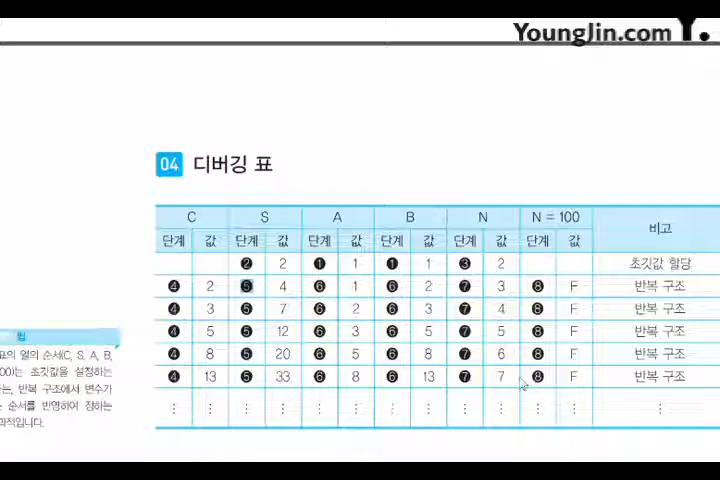 YoungJin.com Y.
04 디버깅 표
C S A B N N = 100 비고
단계 값 단계 값 단계 값 단계 값 단계 값 단계 값
❷ 2 ❶ 1 ❶ 1 ❸ 2 초깃값 할당
❹ 2 ❺ 4 ❻ 1 ❻ 2 ❼ 3 ❽ F 반복 구조
❹ 3 ❺ 7 ❻ 2 ❻ 3 ❼ 4 ❽ F 반복 구조
❹ 5 ❺ 12 ❻ 3 ❻ 5 ❼ 5 ❽ F 반복 구조
❹ 8 ❺ 20 ❻ 5 ❻ 8 ❼ 6 ❽ F 반복 구조
❹ 13 ❺ 33 ❻ 8 ❻ 13 ❼ 7 ❽ F 반복 구조
⋮ ⋮ ⋮ ⋮ ⋮ ⋮ ⋮ ⋮ ⋮ ⋮ ⋮ ⋮ ⋮
팁
표의 열의 순서(C, S, A, B,
00)는 초깃값을 설정하는
는, 반복 구조에서 변수가
순서를 반영하여 정하는
과적입니다.